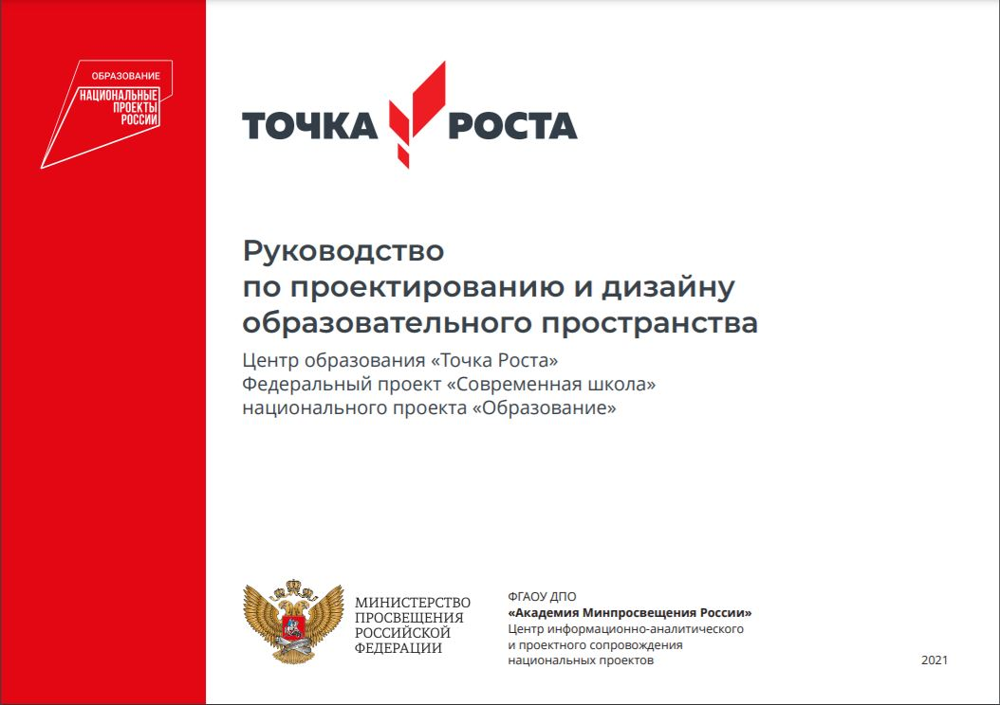 ОБРАЗОВАНИЕ
НАЦИОНАЛЬНЫЕ
ПРОЕКТЫ
РОССИИ
ТОЧКА РОСТА
Руководство
по проектированию и дизайну
образовательного пространства
Центр образования «Точка Роста»
Федеральный проект «Современная школа»
национального проекта «Образование»
МИНИСТЕРСТВО
ПРОСВЕЩЕНИЯ
РОССИЙСКОЙ
ФЕДЕРАЦИИ
ФГАОУ ДПО
«Академия Минпросвещения России»
Центр информационно-аналитического
и проектного сопровождения
национальных проектов
2021